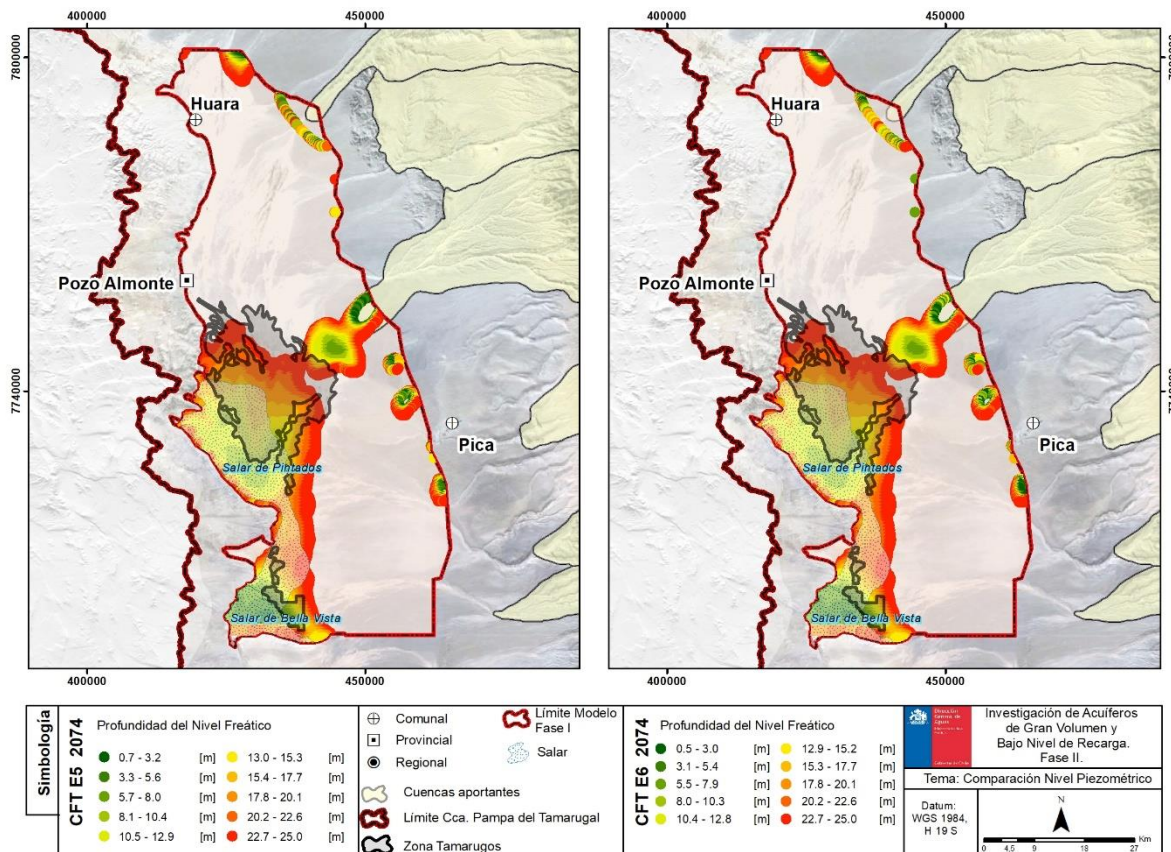 400000
450000
400000
450000
7800000
7740000
Huara
Pozo Almonte
Pica
Salar de Pintados
Salar de Bella Vista
Huara
Pozo Almonte
Pica
Salar de Pintados
Salar de Bella Vista
7800000
7740000
400000
450000
400000
450000
Simbología
CFT E5 2074
Profundidad del Nivel Freático
0.7 - 3.2 [m]
3.3 - 5.6 [m]
5.7 - 8.0 [m]
8.1 - 10.4 [m]
10.5 - 12.9 [m]
13.0 - 15.3 [m]
15.4 - 17.7 [m]
17.8 - 20.1 [m]
20.2 - 22.6 [m]
22.7 - 25.0 [m]
Comunal
Provincial
Regional
Cuencas aportantes
Límite Cca. Pampa del Tamarugal
Zona Tamarugos
Límite Modelo
Fase I
Salar
CFT E6 2074
Profundidad del Nivel Freático
0.5 - 3.0 [m]
3.1 - 5.4 [m]
5.5 - 7.9 [m]
8.0 - 10.3 [m]
10.4 - 12.8 [m]
12.9 - 15.2 [m]
15.3 - 17.7 [m]
17.8 - 20.1 [m]
20.2 - 22.6 [m]
22.7 - 25.0 [m]
Dirección
General de
Aguas
Investigación de Acuíferos
de Gran Volumen y
Bajo Nivel de Recarga.
Fase II.
Tema: Comparación Nivel Piezométrico
Datum:
WGS 1984,
H 19 S
N
Km
0 4,5 9 18 27